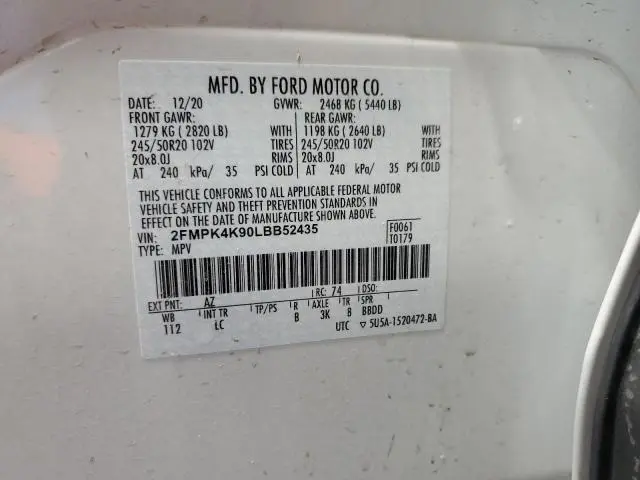 MFD. BY FORD MOTOR CO.
DATE: 12/20 GVWR: 2468 KG ( 5440 LB)
FRONT GAWR: REAR GAWR:
1279 KG ( 2820 LB) WITH 1198 KG ( 2640 LB) WITH
245/50R20 102V TIRES 245/50R20 102V TIRES
20x8.0J RIMS 20x8.0J RIMS
AT 240 kPa/ 35 PSI COLD AT 240 kPa/ 35 PSI COLD
THIS VEHICLE CONFORMS TO ALL APPLICABLE FEDERAL MOTOR
VEHICLE SAFETY AND THEFT PREVENTION STANDARDS IN
EFFECT ON THE DATE OF MANUFACTURE SHOWN ABOVE.
VIN: 2FMPK4K90LBB52435 F0061
TYPE: MPV T0179
EXT PNT: AZ RC: 74 DSO:
WB INT TR TP/PS R AXLE TR SPR
112 LC B 3K 8 BBDD
UTC ▽ 5U5A-1520472-BA